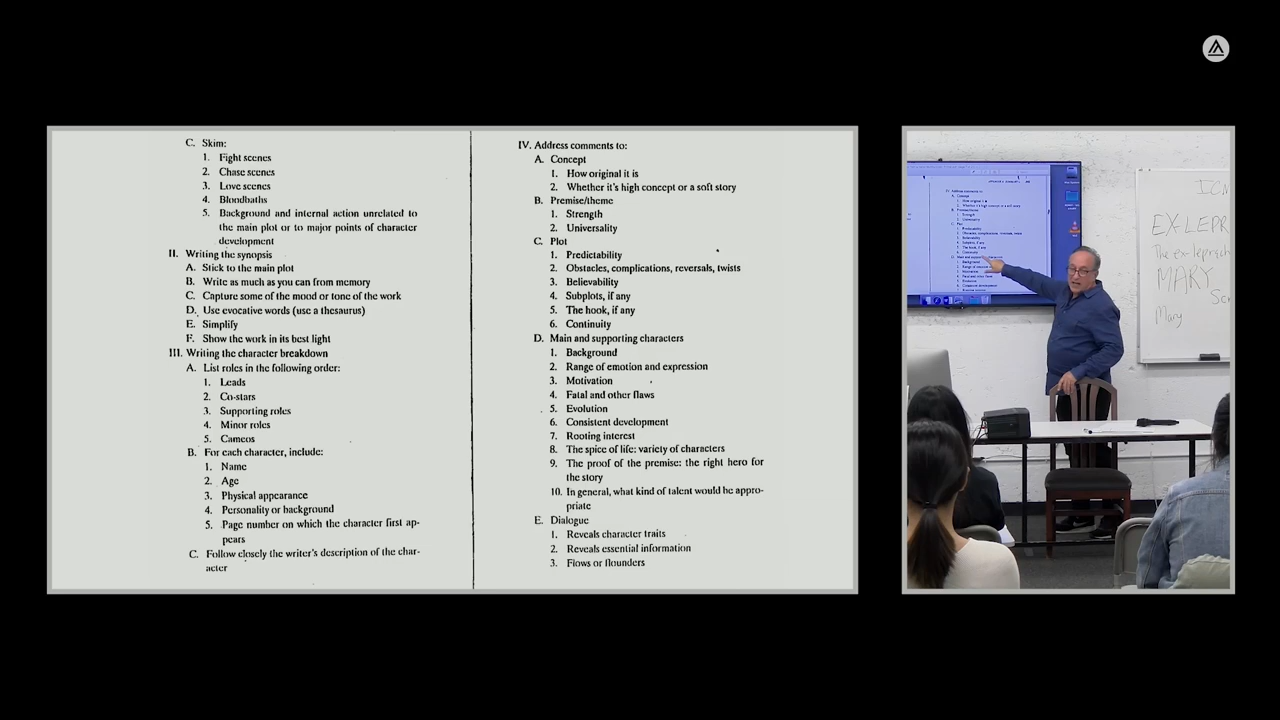 C. Skim:
1. Fight scenes
2. Chase scenes
3. Love scenes
4. Bloodbaths
5. Background and internal action unrelated to
the main plot or to major points of character
development
II. Writing the synopsis
A. Stick to the main plot
B. Write as much as you can from memory
C. Capture some of the mood or tone of the work
D. Use evocative words (use a thesaurus)
E. Simplify
F. Show the work in its best light
III. Writing the character breakdown
A. List roles in the following order:
1. Leads
2. Co-stars
3. Supporting roles
4. Minor roles
5. Cameos
B. For each character, include:
1. Name
2. Age
3. Physical appearance
4. Personality or background
5. Page number on which the character first ap-
pears
C. Follow closely the writer's description of the char-
acter
IV. Address comments to:
A. Concept
1. How original it is
2. Whether it's high concept or a soft story
B. Premise/theme
1. Strength
2. Universality
C. Plot
1. Predictability
2. Obstacles, complications, reversals, twists
3. Believability
4. Subplots, if any
5. The hook, if any
6. Continuity
D. Main and supporting characters
1. Background
2. Range of emotion and expression
3. Motivation
4. Fatal and other flaws
5. Evolution
6. Consistent development
7. Rooting interest
8. The spice of life: variety of characters
9. The proof of the premise: the right hero for
the story
10. In general, what kind of talent would be appro-
priate
E. Dialogue
1. Reveals character traits
2. Reveals essential information
3. Flows or flounders
EX-LEPR
MARY
Mary